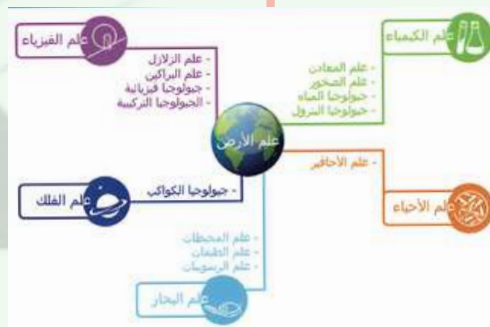 علم الكيمياء
- علم المعادن
- علم الصخور
- جيولوجيا المياه
- جيولوجيا البترول
علم الفيزياء
- علم الزلازل
- علم البراكين
- جيولوجيا فيزيائية
- الجيولوجيا التركيبية
علم الأرض
- علم الأحافير
علم الأحياء
- جيولوجيا الكواكب
علم الفلك
- علم المحيطات
- علم الطبقات
- علم الرسوبيات
علم البحار